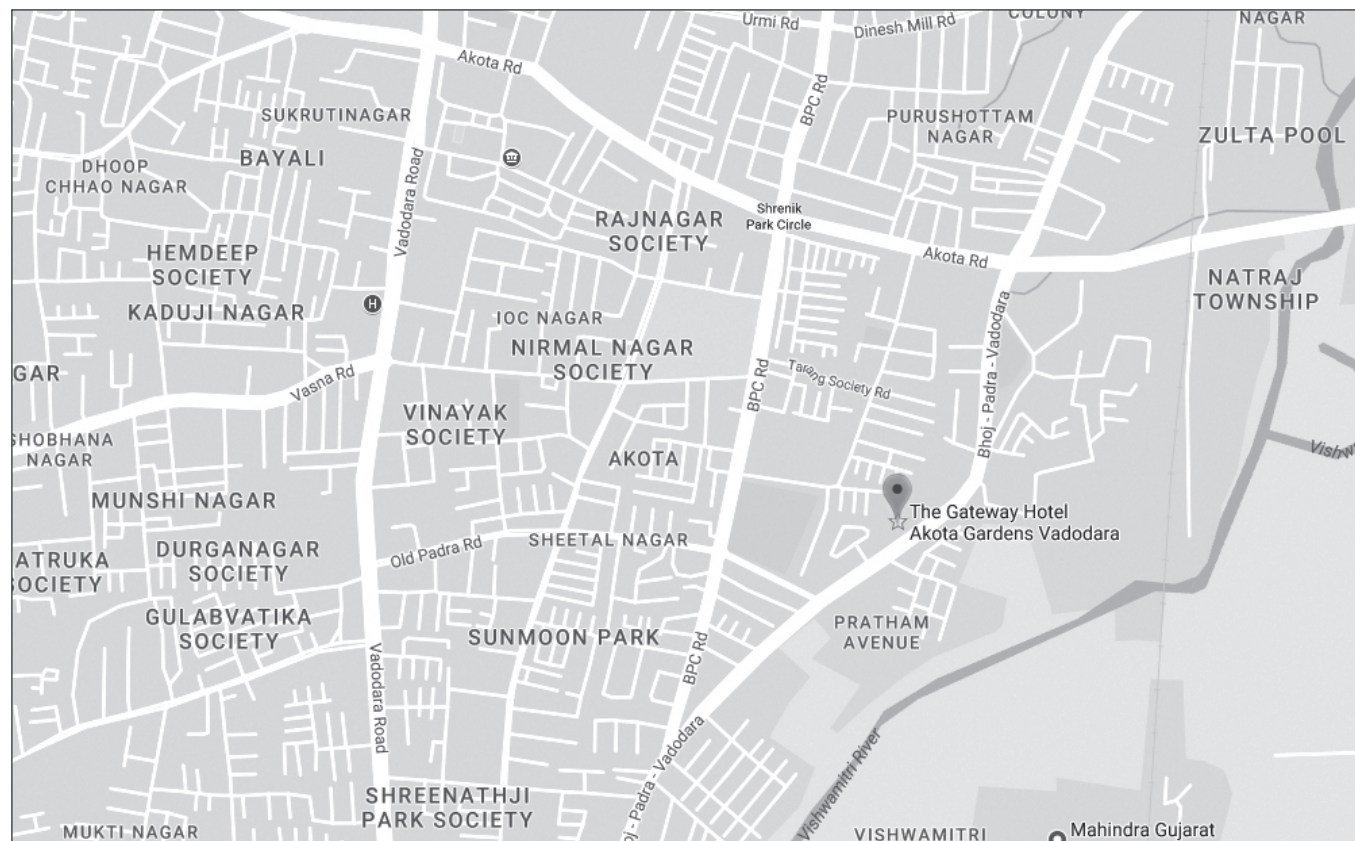 Urmi Rd
Dinesh Mill Rd
COLONY
NAGAR
Akota Rd
BPC Rd
SUKRUTINAGAR
PURUSHOTTAM
NAGAR
ZULTA POOL
BAYALI
DHOOP
CHHAO NAGAR
Vadodara Road
RAJNAGAR
SOCIETY
Shrenik
Park Circle
HEMDEEP
SOCIETY
Akota Rd
NATRAJ
TOWNSHIP
H
KADUJI NAGAR
IOC NAGAR
NIRMAL NAGAR
SOCIETY
Bhoj - Padra - Vadodara
GAR
Vasna Rd
BPC Rd
Tarang Society Rd
VINAYAK
SOCIETY
SHOBHANA
NAGAR
AKOTA
Vishw
MUNSHI NAGAR
The Gateway Hotel
Akota Gardens Vadodara
ATRUKA
SOCIETY
DURGANAGAR
SOCIETY
Old Padra Rd
SHEETAL NAGAR
GULABVATIKA
SOCIETY
SUNMOON PARK
BPC Rd
PRATHAM
AVENUE
Vadodara Road
oj - Padra - Vadodara
Vishwamitri River
SHREENATHJI
PARK SOCIETY
MUKTI NAGAR
VISHWAMITRI
Mahindra Gujarat